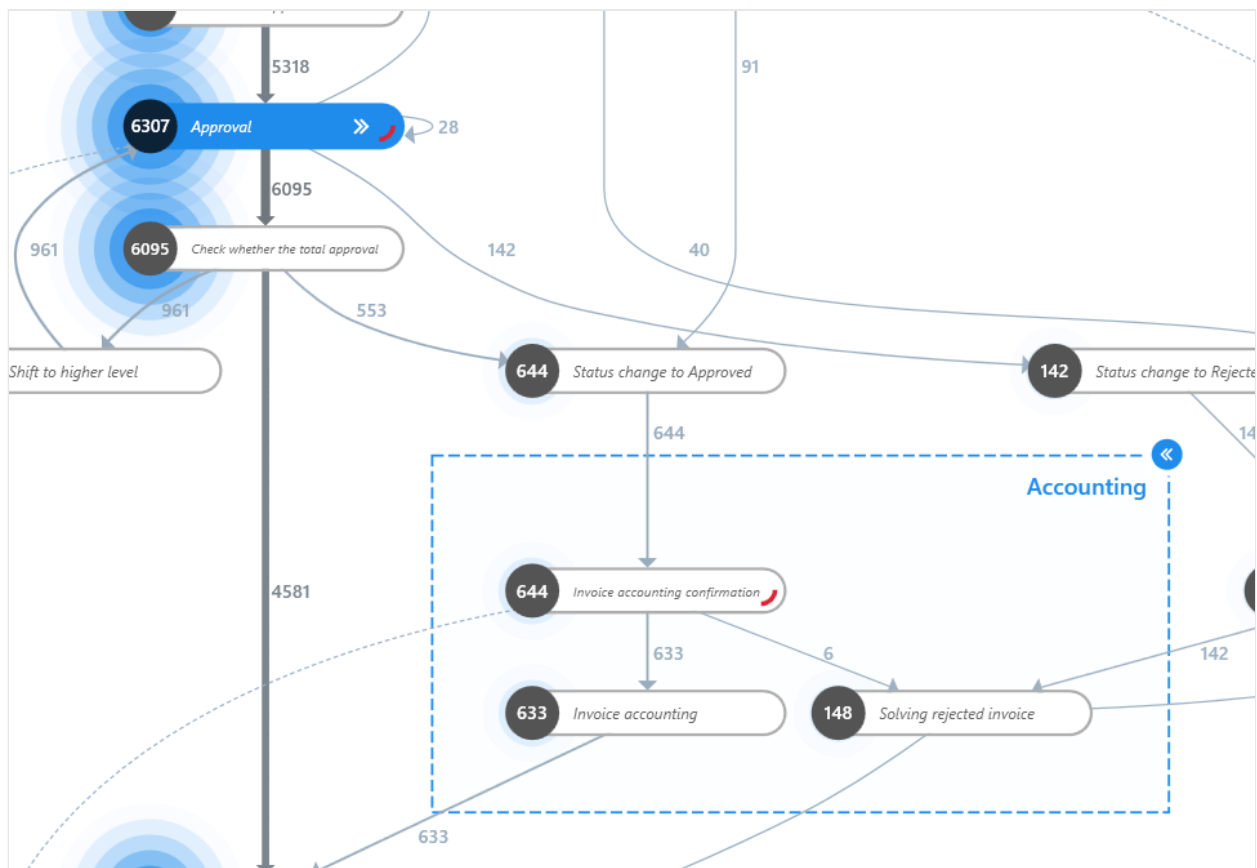 5318
91
6307
Approval
28
6095
6095
Check whether the total approval
961
142
40
961
553
Shift to higher level
644
Status change to Approved
142
Status change to Rejecte
644
14
Accounting
4581
644
Invoice accounting confirmation
633
6
142
633
Invoice accounting
148
Solving rejected invoice
633